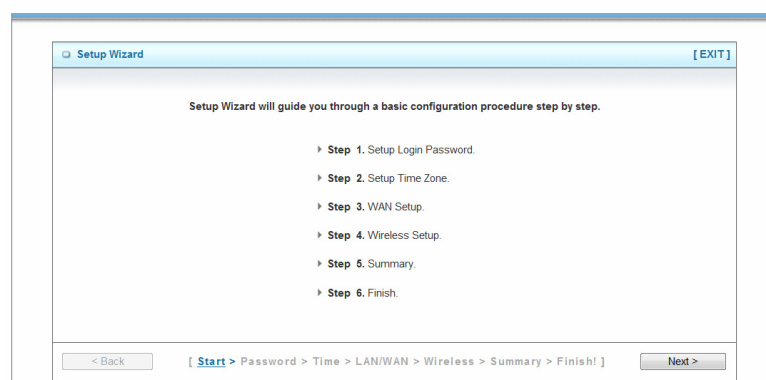 Setup Wizard [ EXIT ]
Setup Wizard will guide you through a basic configuration procedure step by step.
Step 1. Setup Login Password.
Step 2. Setup Time Zone.
Step 3. WAN Setup.
Step 4. Wireless Setup.
Step 5. Summary.
Step 6. Finish.
< Back [ Start > Password > Time > LAN/WAN > Wireless > Summary > Finish! ] Next >